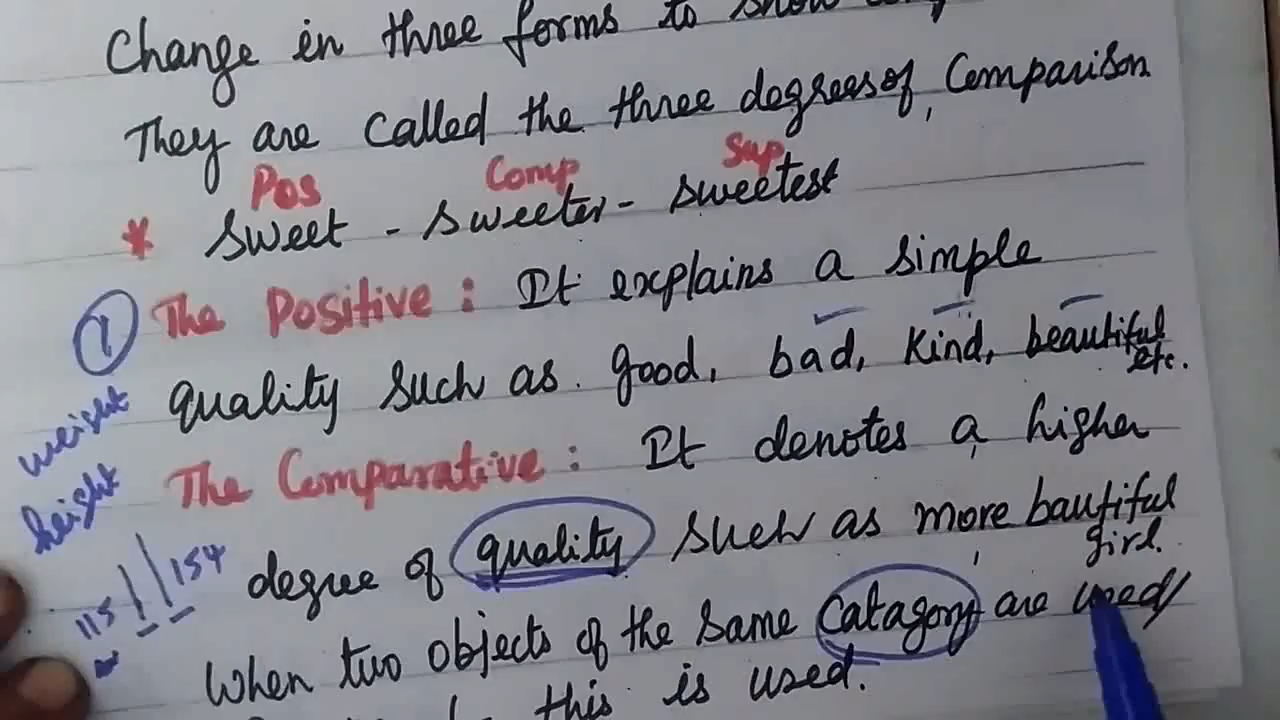 Change in three forms to show
They are called the three degrees of, Comparison
Pos Comp Sup
* Sweet - Sweeter - Sweetest
1 The Positive : It explains a simple
quality such as. good, bad, kind, beautiful
etc.
weight
The Comparative : It denotes a higher
height
degree of quality such as more bautiful
girl.
115 154
When two objects of the same Catagory are used
this is used.